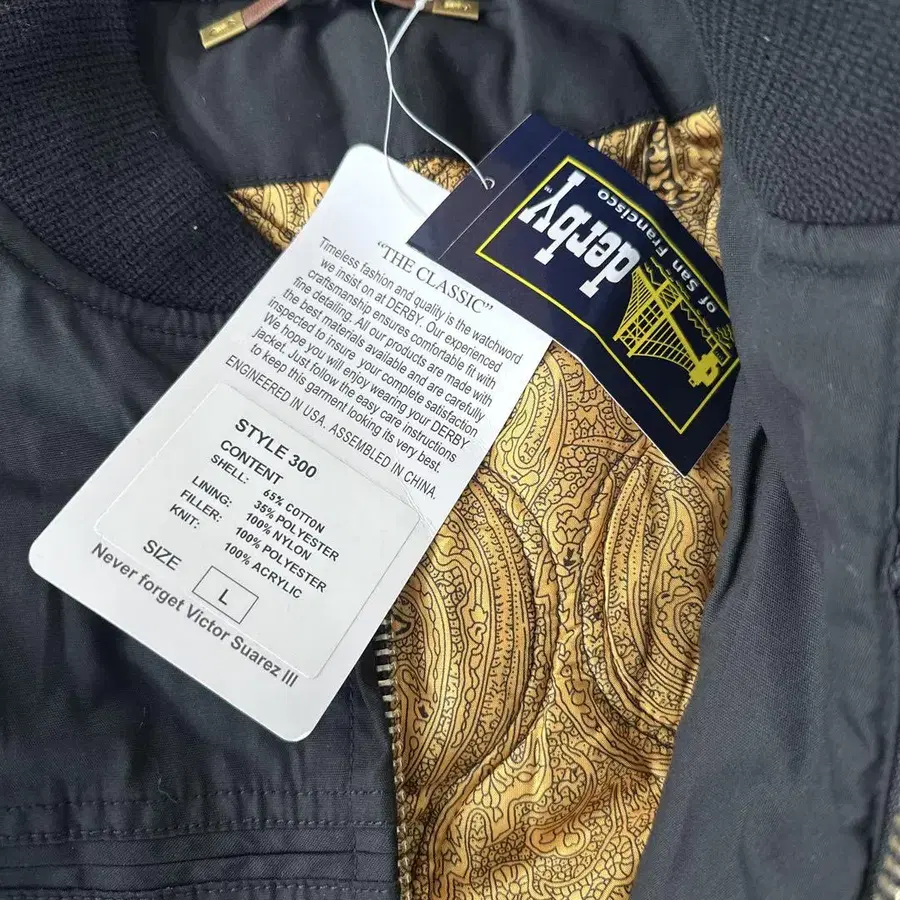 derby
™
of San Francisco
"THE CLASSIC"
Timeless fashion and quality is the watchword
we insist on at DERBY. Our experienced
craftsmanship ensures comfortable fit with
fine detailing. All our products are made with
the best materials available and are carefully
inspected to insure your complete satisfaction
We hope you will enjoy wearing your DERBY
jacket. Just follow the easy care instructions
to keep this garment looking its very best.
ENGINEERED IN USA. ASSEMBLED IN CHINA.
STYLE 300
CONTENT
SHELL: 65% COTTON
35% POLYESTER
LINING: 100% NYLON
FILLER: 100% POLYESTER
KNIT: 100% ACRYLIC
SIZE L
Never forget Victor Suarez III